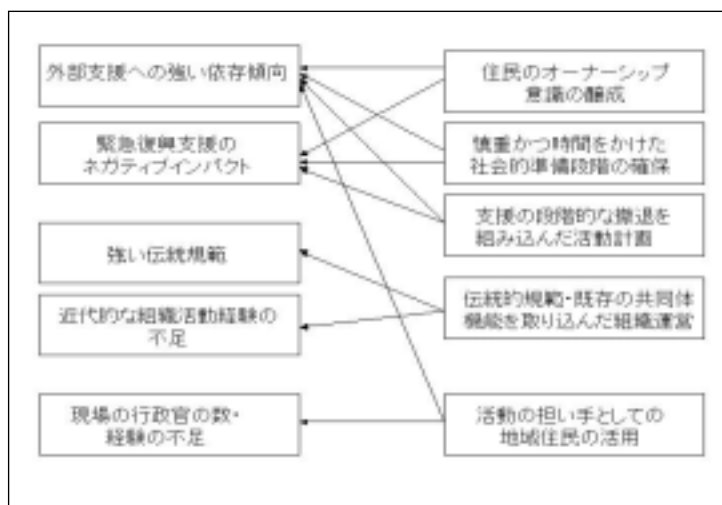 外部支援への強い依存傾向
緊急復興支援の
ネガティブインパクト
強い伝統規範
近代的な組織活動経験の
不足
現場の行政官の数・
経験の不足
住民のオーナーシップ
意識の醸成
慎重かつ時間をかけた
社会的準備段階の確保
支援の段階的な撤退を
組み込んだ活動計画
伝統的規範・既存の共同体
機能を取り込んだ組織運営
活動の担い手としての
地域住民の活用